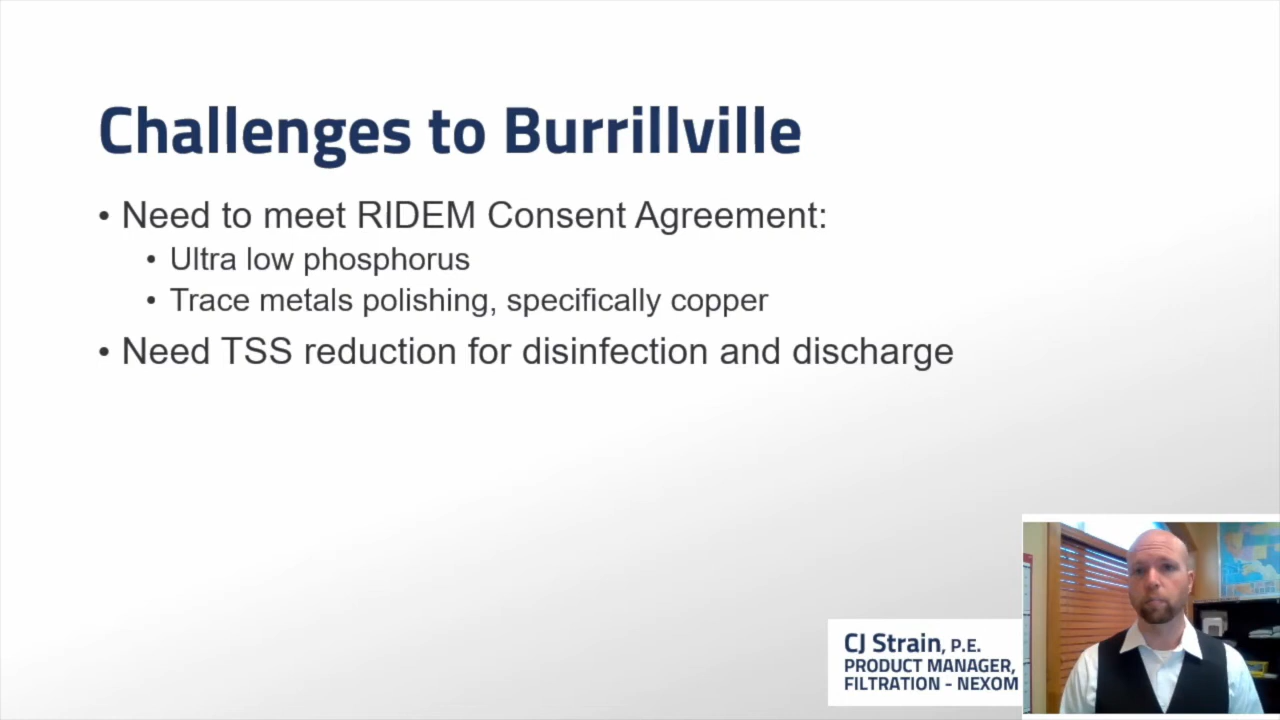 Challenges to Burrillville
• Need to meet RIDEM Consent Agreement:
• Ultra low phosphorus
• Trace metals polishing, specifically copper
• Need TSS reduction for disinfection and discharge
CJ Strain, P.E.
PRODUCT MANAGER,
FILTRATION - NEXOM